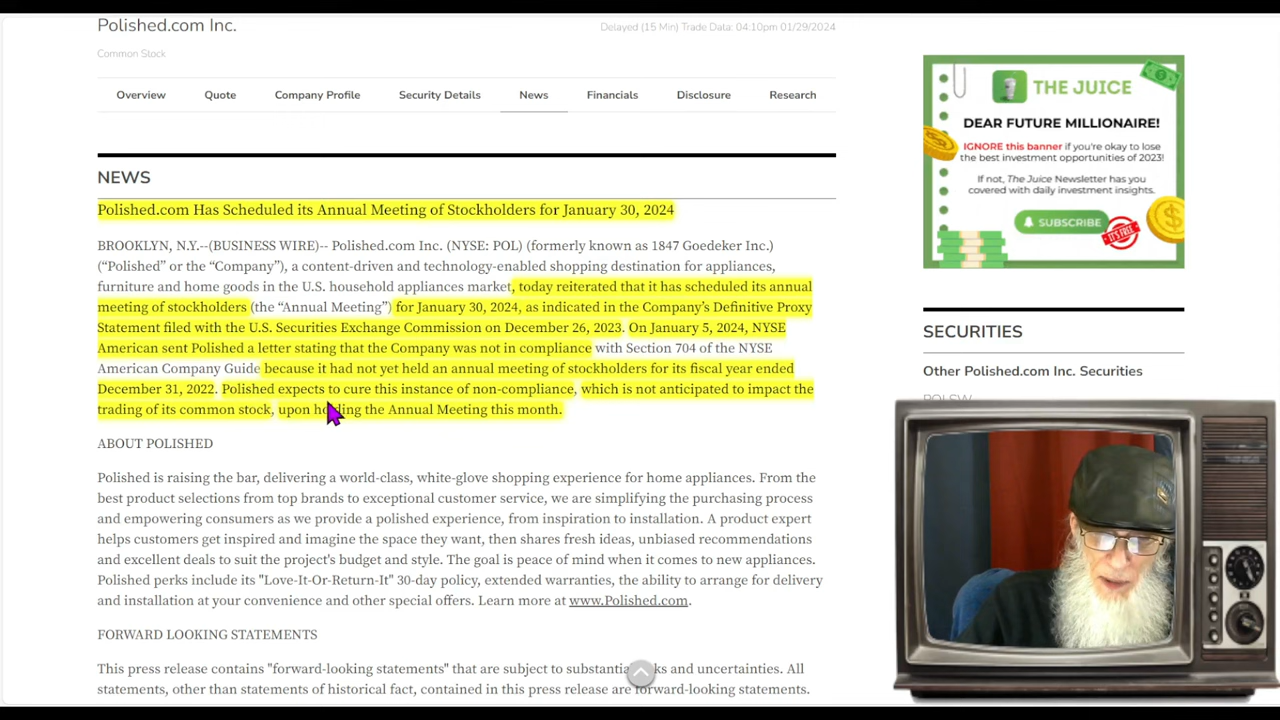 Polished.com Inc.
Delayed (15 Min) Trade Data: 04:10pm 01/29/2024
Common Stock
Overview
Quote
Company Profile
Security Details
News
Financials
Disclosure
Research
NEWS
Polished.com Has Scheduled its Annual Meeting of Stockholders for January 30, 2024
BROOKLYN, N.Y.--(BUSINESS WIRE)-- Polished.com Inc. (NYSE: POL) (formerly known as 1847 Goedeker Inc.)
(“Polished” or the “Company”), a content-driven and technology-enabled shopping destination for appliances,
furniture and home goods in the U.S. household appliances market, today reiterated that it has scheduled its annual
meeting of stockholders (the “Annual Meeting”) for January 30, 2024, as indicated in the Company’s Definitive Proxy
Statement filed with the U.S. Securities Exchange Commission on December 26, 2023. On January 5, 2024, NYSE
American sent Polished a letter stating that the Company was not in compliance with Section 704 of the NYSE
American Company Guide because it had not yet held an annual meeting of stockholders for its fiscal year ended
December 31, 2022. Polished expects to cure this instance of non-compliance, which is not anticipated to impact the
trading of its common stock, upon holding the Annual Meeting this month.
ABOUT POLISHED
Polished is raising the bar, delivering a world-class, white-glove shopping experience for home appliances. From the
best product selections from top brands to exceptional customer service, we are simplifying the purchasing process
and empowering consumers as we provide a polished experience, from inspiration to installation. A product expert
helps customers get inspired and imagine the space they want, then shares fresh ideas, unbiased recommendations
and excellent deals to suit the project's budget and style. The goal is peace of mind when it comes to new appliances.
Polished perks include its "Love-It-Or-Return-It" 30-day policy, extended warranties, the ability to arrange for delivery
and installation at your convenience and other special offers. Learn more at www.Polished.com.
FORWARD LOOKING STATEMENTS
This press release contains "forward-looking statements" that are subject to substantial risks and uncertainties. All
statements, other than statements of historical fact, contained in this press release are forward-looking statements.
THE JUICE
DEAR FUTURE MILLIONAIRE!
IGNORE this banner if you're okay to lose
the best investment opportunities of 2023!
If not, The Juice Newsletter has you
covered with daily investment insights.
SUBSCRIBE
IT'S FREE
SECURITIES
Other Polished.com Inc. Securities
POLSW